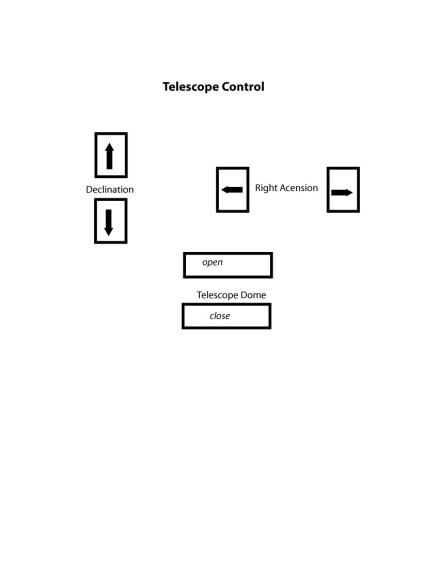 Telescope Control
Declination
Right Acension
open
Telescope Dome
close